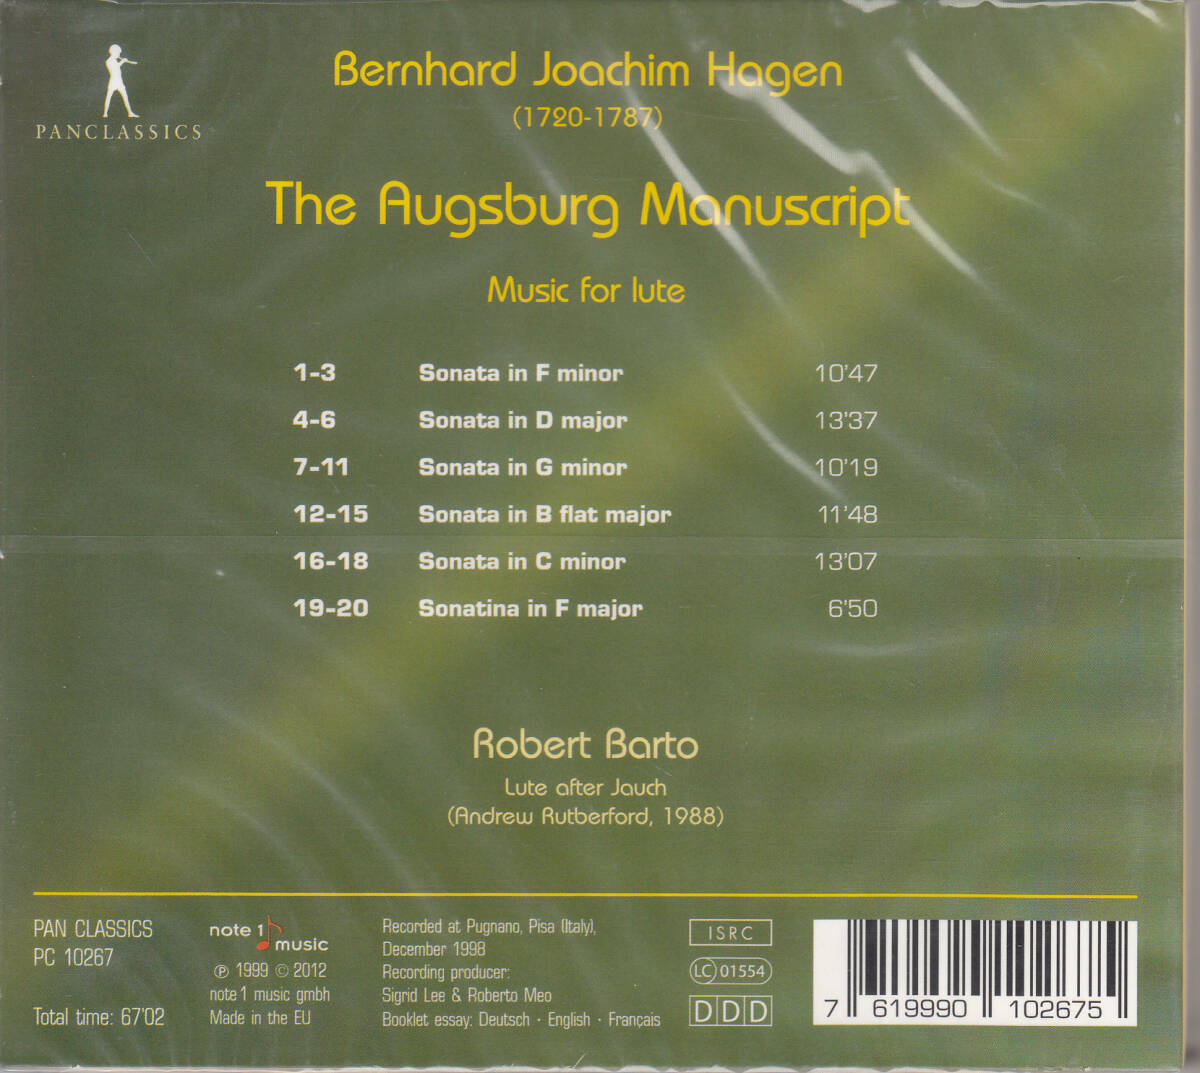 PANCLASSICS
Bernhard Joachim Hagen
(1720-1787)
The Augsburg Manuscript
Music for lute
1-3 Sonata in F minor 10'47
4-6 Sonata in D major 13'37
7-11 Sonata in G minor 10'19
12-15 Sonata in B flat major 11'48
16-18 Sonata in C minor 13'07
19-20 Sonatina in F major 6'50
Robert Barto
Lute after Jauch
(Andrew Rutherford, 1988)
PAN CLASSICS
PC 10267
Total time: 67'02
note 1 music
℗ 1999 © 2012
note 1 music gmbh
Made in the EU
Recorded at Pugnano, Pisa (Italy),
December 1998
Recording producer:
Sigrid Lee & Roberto Meo
Booklet essay: Deutsch · English · Français
ISRC
LC 01554
DDD
7 619990 102675